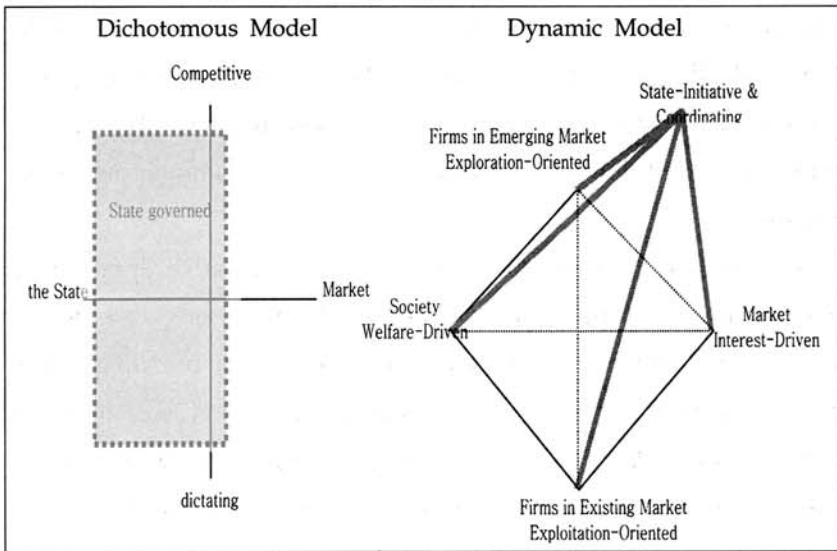 Dichotomous Model
Competitive
State governed
the State
Market
dictating
Dynamic Model
State-Initiative &
Coordinating
Firms in Emerging Market
Exploration-Oriented
Society
Welfare-Driven
Market
Interest-Driven
Firms in Existing Market
Exploitation-Oriented